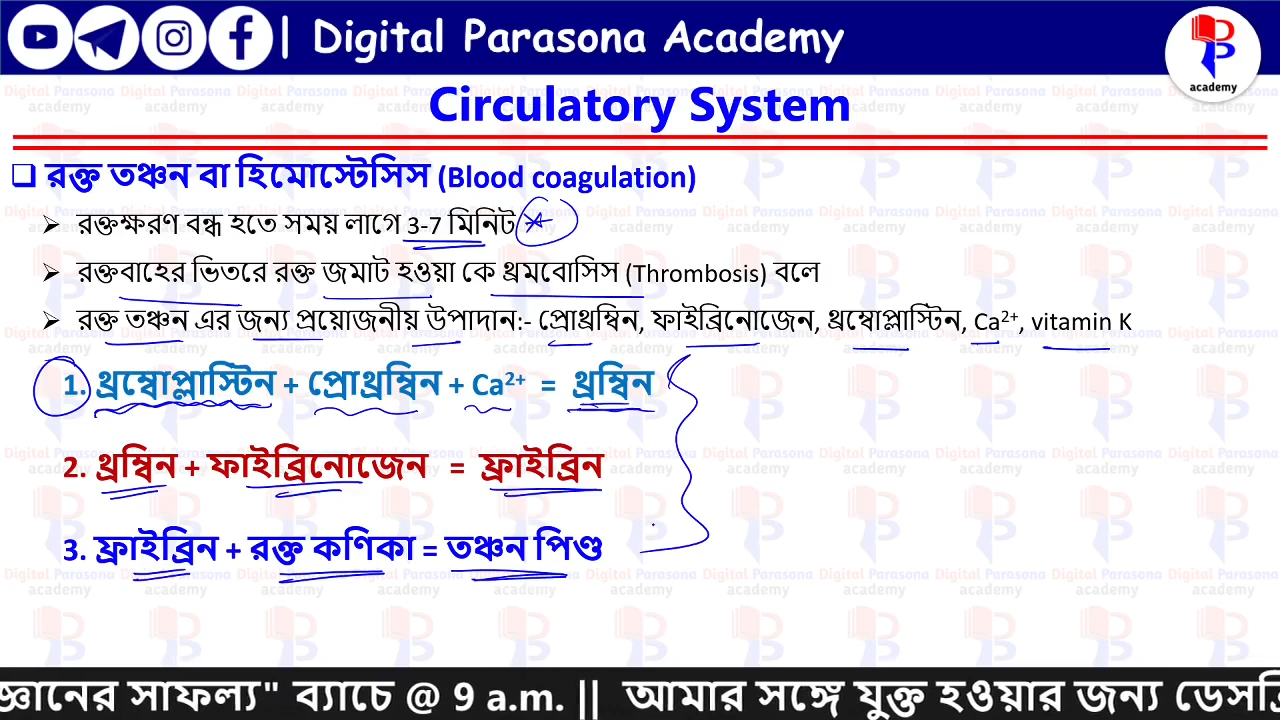 | Digital Parasona Academy
academy
Circulatory System
❑ রক্ত তঞ্চন বা হিমোস্টেসিস (Blood coagulation)
➢ রক্তক্ষরণ বন্ধ হতে সময় লাগে 3-7 মিনিট *
➢ রক্তবাহের ভিতরে রক্ত জমাট হওয়া কে থ্রমবোসিস (Thrombosis) বলে
➢ রক্ত তঞ্চন এর জন্য প্রয়োজনীয় উপাদান:- প্রোথ্রম্বিন, ফাইব্রিনোজেন, থ্রম্বোপ্লাস্টিন, Ca²⁺, vitamin K
1. থ্রম্বোপ্লাস্টিন + প্রোথ্রম্বিন + Ca²⁺ = থ্রম্বিন
2. থ্রম্বিন + ফাইব্রিনোজেন = ফ্রাইব্রিন
3. ফ্রাইব্রিন + রক্ত কণিকা = তঞ্চন পিণ্ড
জ্ঞানের সাফল্য" ব্যাচে @ 9 a.m. || আমার সঙ্গে যুক্ত হওয়ার জন্য